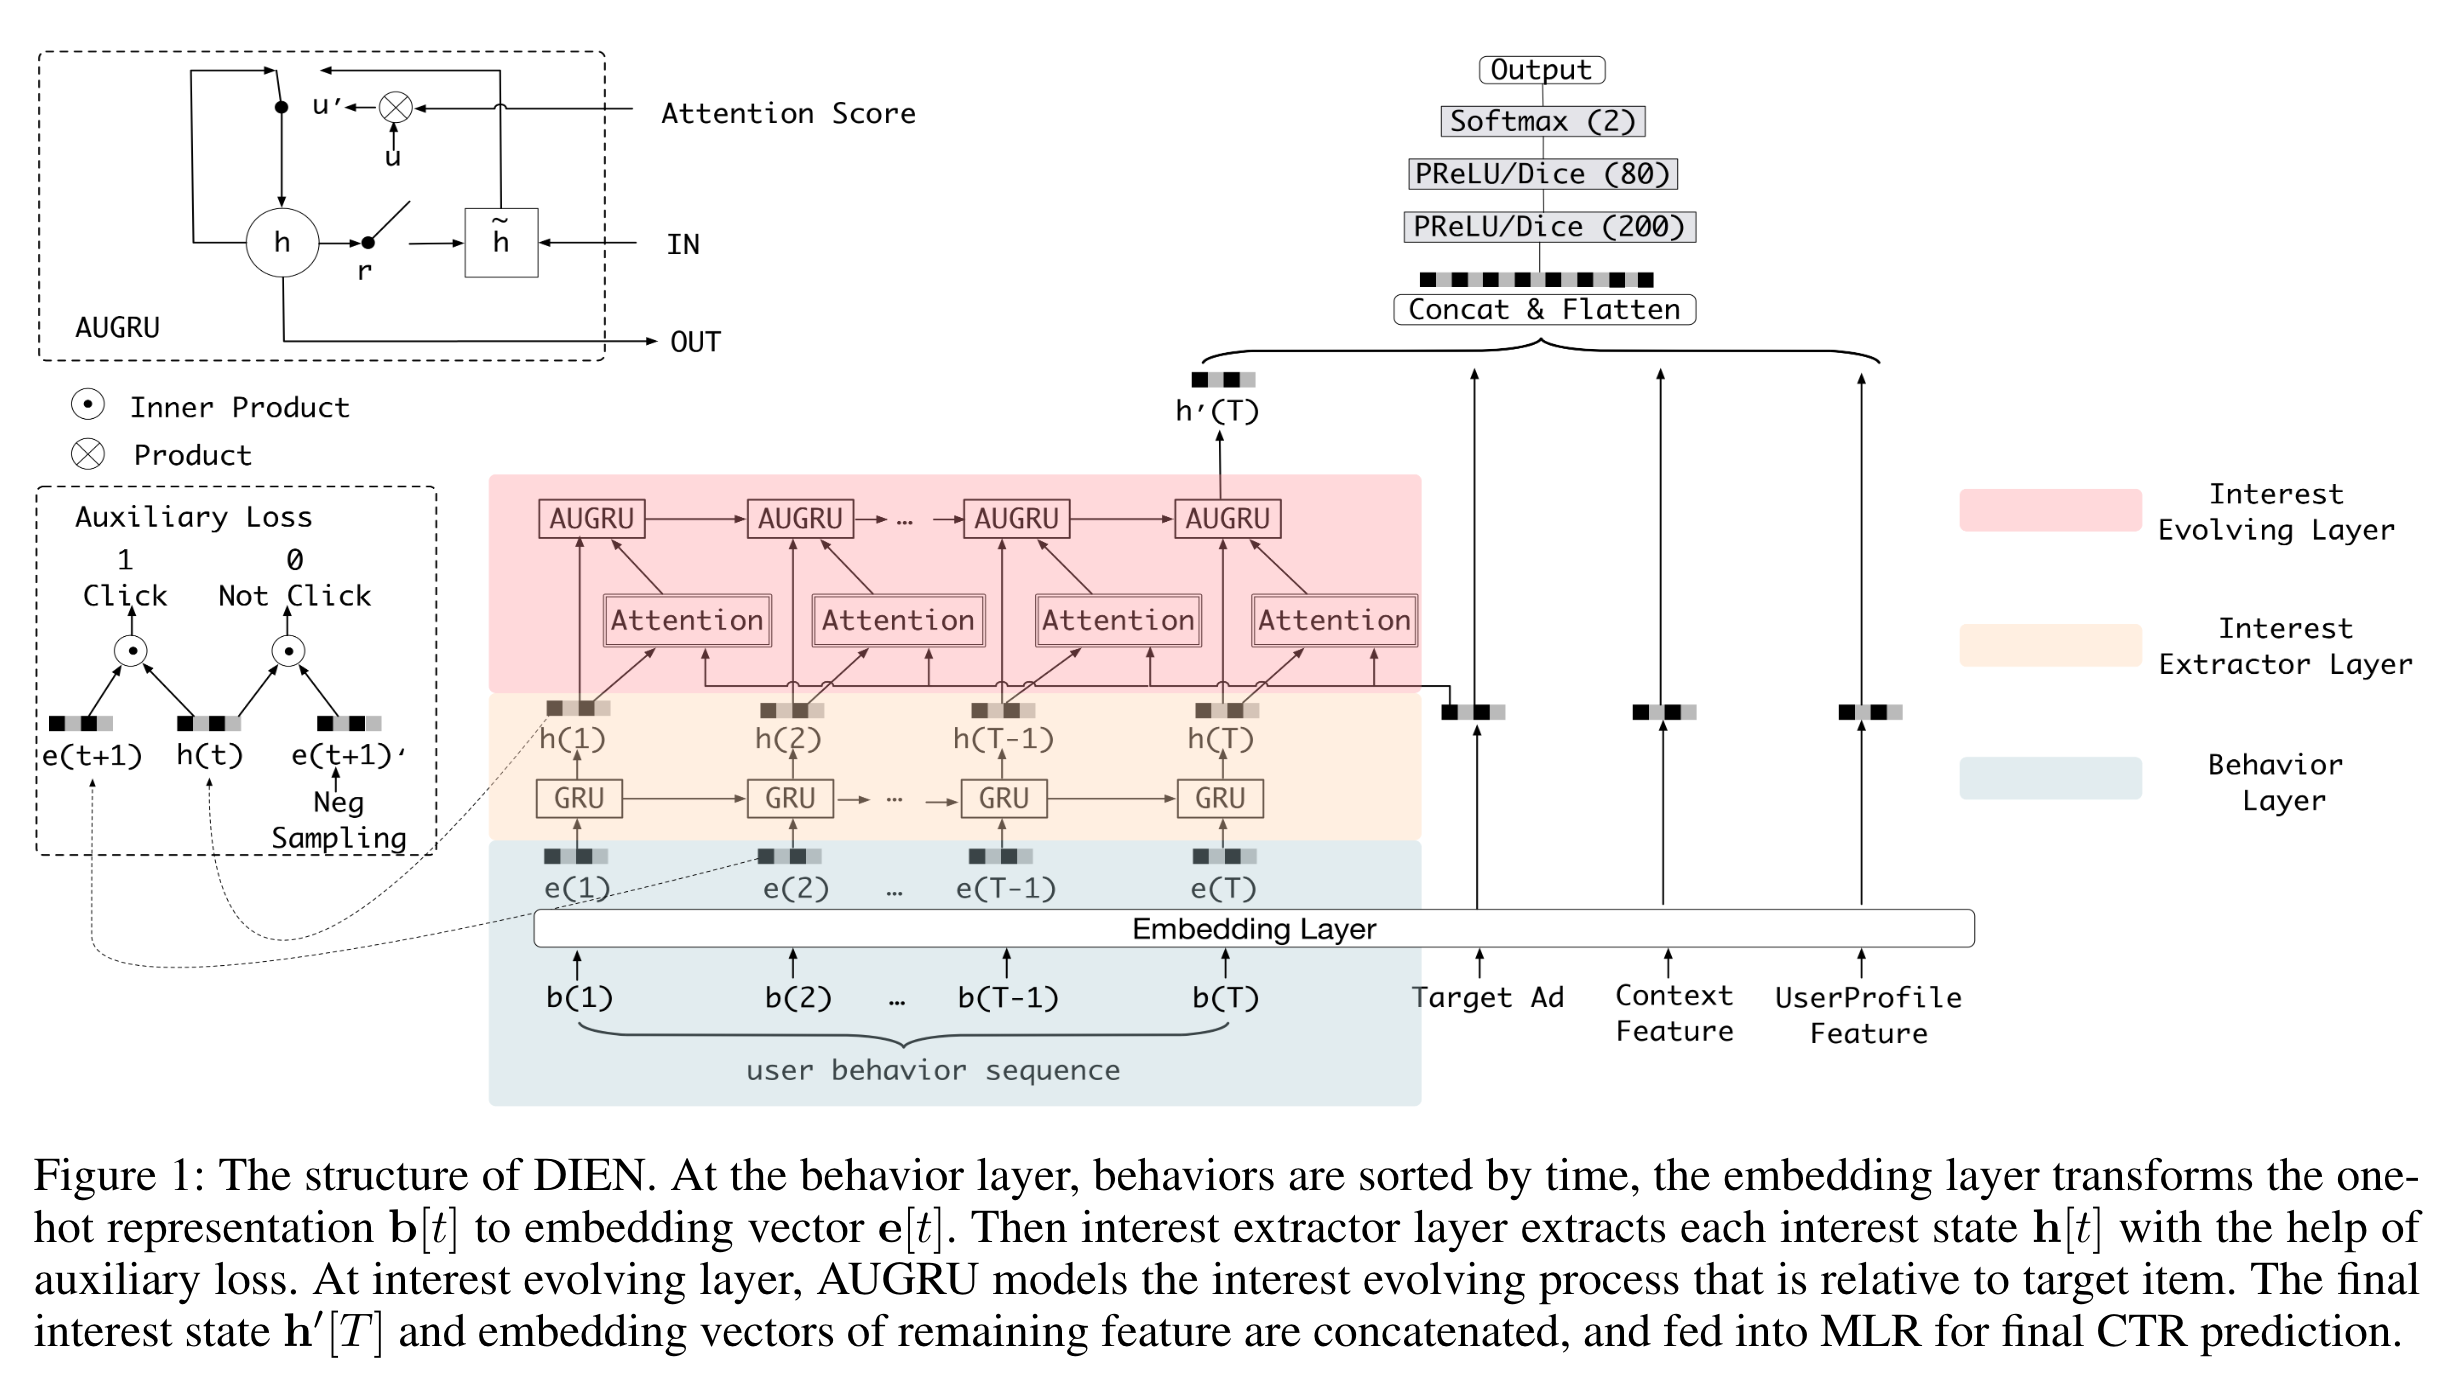 Attention Score
u′
u
h
r
h̃
IN
AUGRU
OUT
Inner Product
Product
Auxiliary Loss
1
0
Click
Not Click
e(t+1)
h(t)
e(t+1)′
Neg
Sampling
Output
Softmax (2)
PReLU/Dice (80)
PReLU/Dice (200)
Concat & Flatten
h′(T)
AUGRU AUGRU … AUGRU AUGRU
Attention Attention Attention Attention
h(1) h(2) h(T-1) h(T)
GRU GRU … GRU GRU
e(1) e(2) … e(T-1) e(T)
Embedding Layer
b(1) b(2) … b(T-1) b(T)
user behavior sequence
Target Ad
Context
Feature
UserProfile
Feature
Interest
Evolving Layer
Interest
Extractor Layer
Behavior
Layer
Figure 1: The structure of DIEN. At the behavior layer, behaviors are sorted by time, the embedding layer transforms the one-
hot representation b[t] to embedding vector e[t]. Then interest extractor layer extracts each interest state h[t] with the help of
auxiliary loss. At interest evolving layer, AUGRU models the interest evolving process that is relative to target item. The final
interest state h′[T] and embedding vectors of remaining feature are concatenated, and fed into MLR for final CTR prediction.